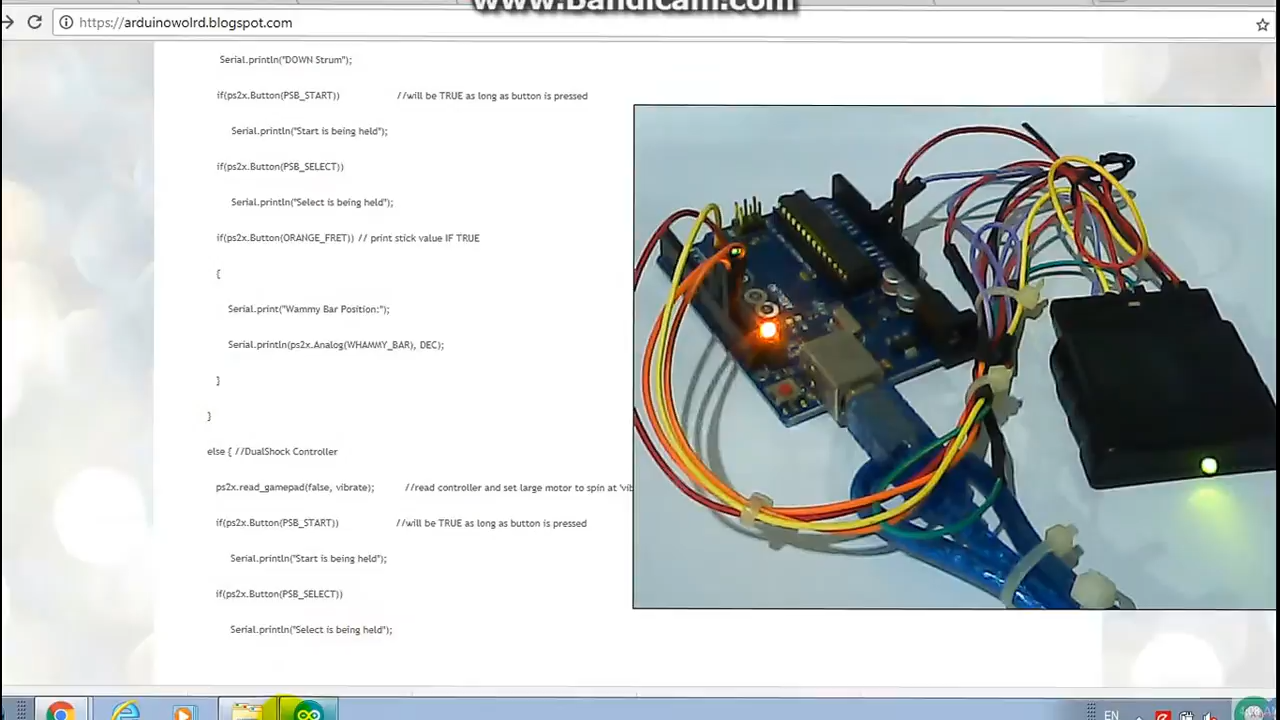 www.Bandicam.com
https://arduinowolrd.blogspot.com
Serial.println("DOWN Strum");
if(ps2x.Button(PSB_START)) //will be TRUE as long as button is pressed
Serial.println("Start is being held");
if(ps2x.Button(PSB_SELECT))
Serial.println("Select is being held");
if(ps2x.Button(ORANGE_FRET)) // print stick value IF TRUE
{
Serial.print("Wammy Bar Position:");
Serial.println(ps2x.Analog(WHAMMY_BAR), DEC);
}
}
else { //DualShock Controller
ps2x.read_gamepad(false, vibrate); //read controller and set large motor to spin at 'vib
if(ps2x.Button(PSB_START)) //will be TRUE as long as button is pressed
Serial.println("Start is being held");
if(ps2x.Button(PSB_SELECT))
Serial.println("Select is being held");
EN